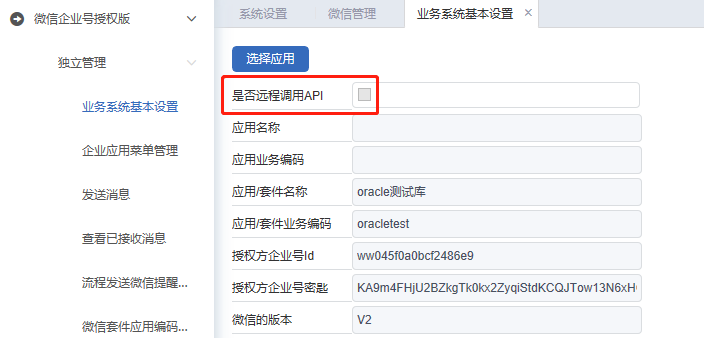 微信企业号授权版
独立管理
业务系统基本设置
企业应用菜单管理
发送消息
查看已接收消息
流程发送微信提醒...
微信套件应用编码...
系统设置
微信管理
业务系统基本设置
选择应用
是否远程调用API
应用名称
应用业务编码
应用/套件名称 oracle测试库
应用/套件业务编码 oracletest
授权方企业号Id ww045f0a0bcf2486e9
授权方企业号密匙 KA9m4FHjU2BZkgTk0kx2ZyqiStdKCQJTow13N6xH
微信的版本 V2